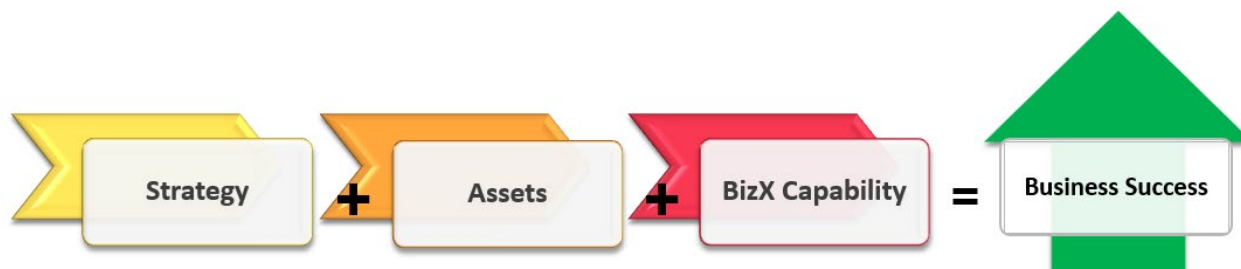 Strategy + Assets + BizX Capability = Business Success